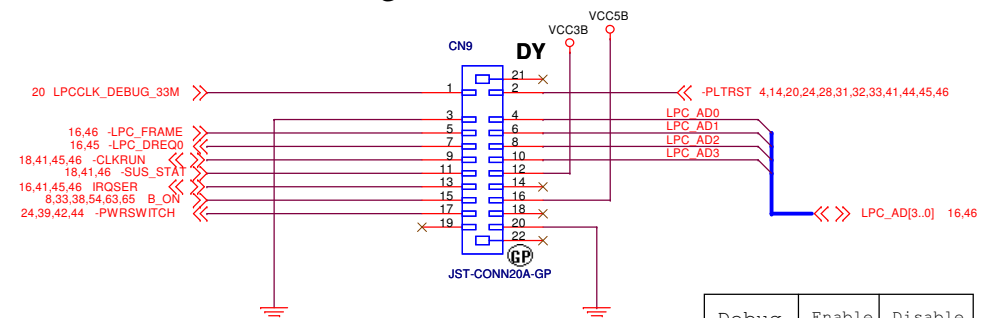 VCC5B
VCC3B
CN9
DY
21
20 LPCCLK_DEBUG_33M
1
2
-PLTRST 4,14,20,24,28,31,32,33,41,44,45,46
3
4
LPC_AD0
16,46 -LPC_FRAME
5
6
LPC_AD1
16,45 -LPC_DREQ0
7
8
LPC_AD2
18,41,45,46 -CLKRUN
9
10
LPC_AD3
18,41,46 -SUS_STAT
11
12
16,41,45,46 IRQSER
13
14
8,33,38,54,63,65 B_ON
15
16
24,39,42,44 -PWRSWITCH
17
18
LPC_AD[3..0] 16,46
19
20
22
GP
JST-CONN20A-GP
Debug Enable Disable